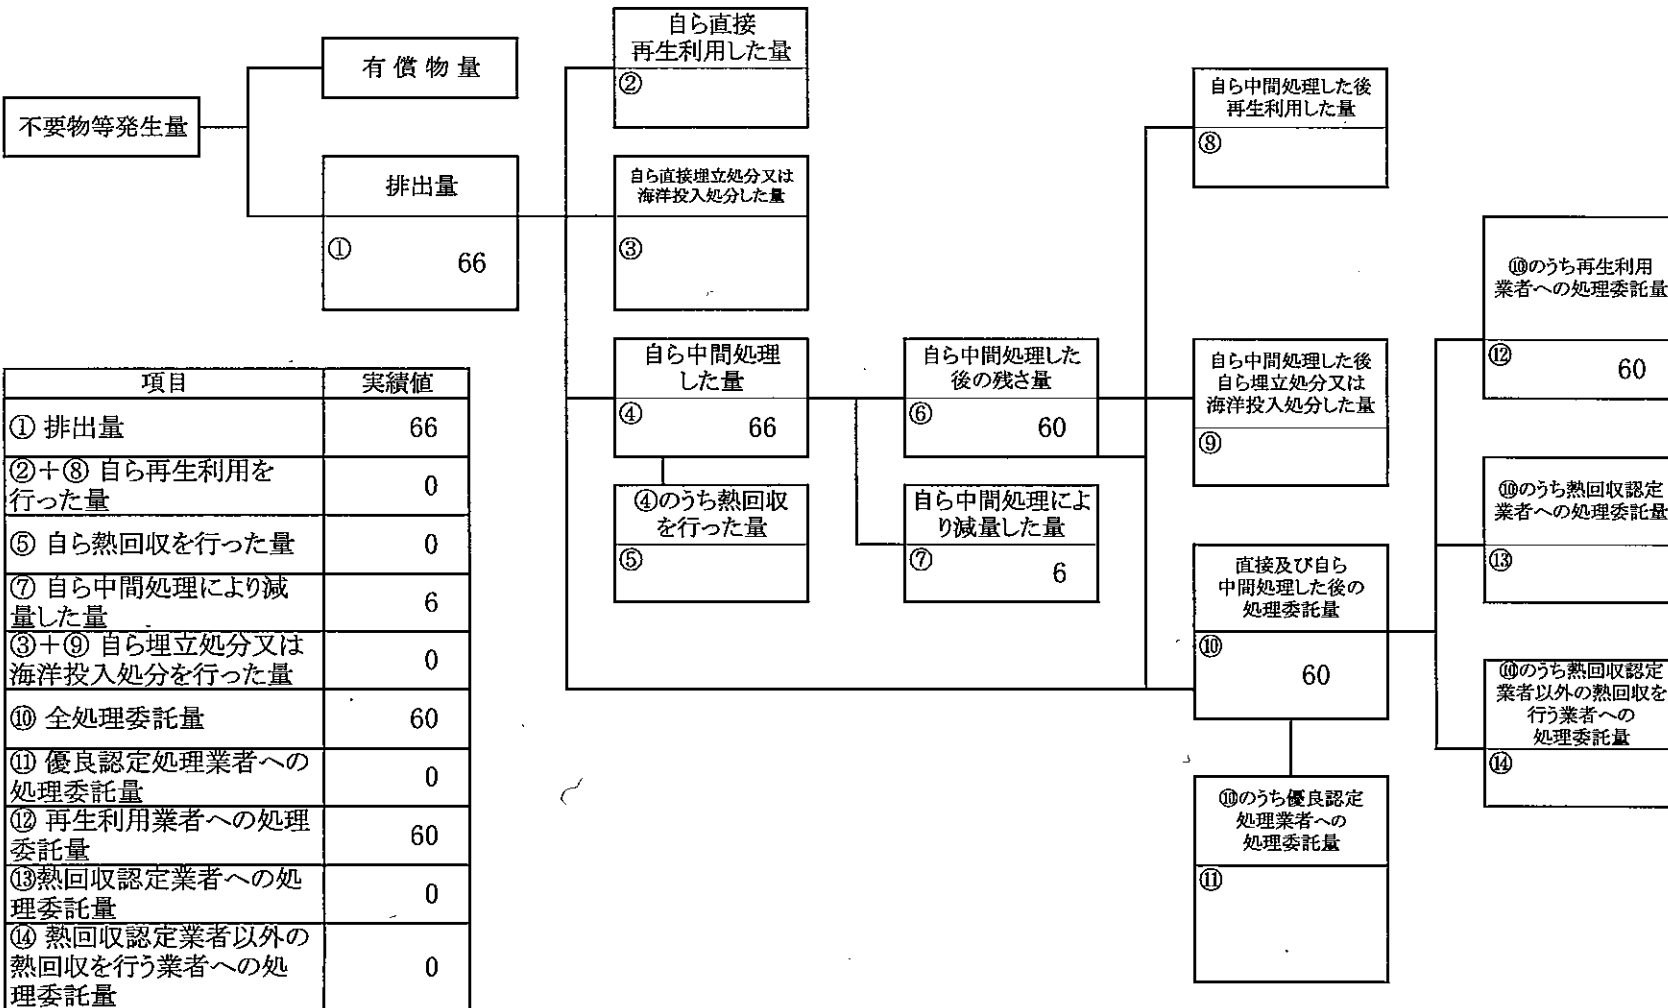 不要物等発生量
有償物量
排出量
①
66
自ら直接
再生利用した量
②
自ら直接埋立処分又は
海洋投入処分した量
③
自ら中間処理
した量
④
66
④のうち熱回収
を行った量
⑤
自ら中間処理した
後の残さ量
⑥
60
自ら中間処理によ
り減量した量
⑦
6
自ら中間処理した後
再生利用した量
⑧
自ら中間処理した後
自ら埋立処分又は
海洋投入処分した量
⑨
直接及び自ら
中間処理した後の
処理委託量
⑩
60
⑩のうち優良認定
処理業者への
処理委託量
⑪
⑩のうち再生利用
業者への処理委託量
⑫
60
⑩のうち熱回収認定
業者への処理委託量
⑬
⑩のうち熱回収認定
業者以外の熱回収を
行う業者への
処理委託量
⑭
項目 実績値
① 排出量 66
②+⑧ 自ら再生利用を
行った量 0
⑤ 自ら熱回収を行った量 0
⑦ 自ら中間処理により減
量した量 6
③+⑨ 自ら埋立処分又は
海洋投入処分を行った量 0
⑩ 全処理委託量 60
⑪ 優良認定処理業者への
処理委託量 0
⑫ 再生利用業者への処理
委託量 60
⑬熱回収認定業者への処
理委託量 0
⑭ 熱回収認定業者以外の
熱回収を行う業者への処
理委託量 0